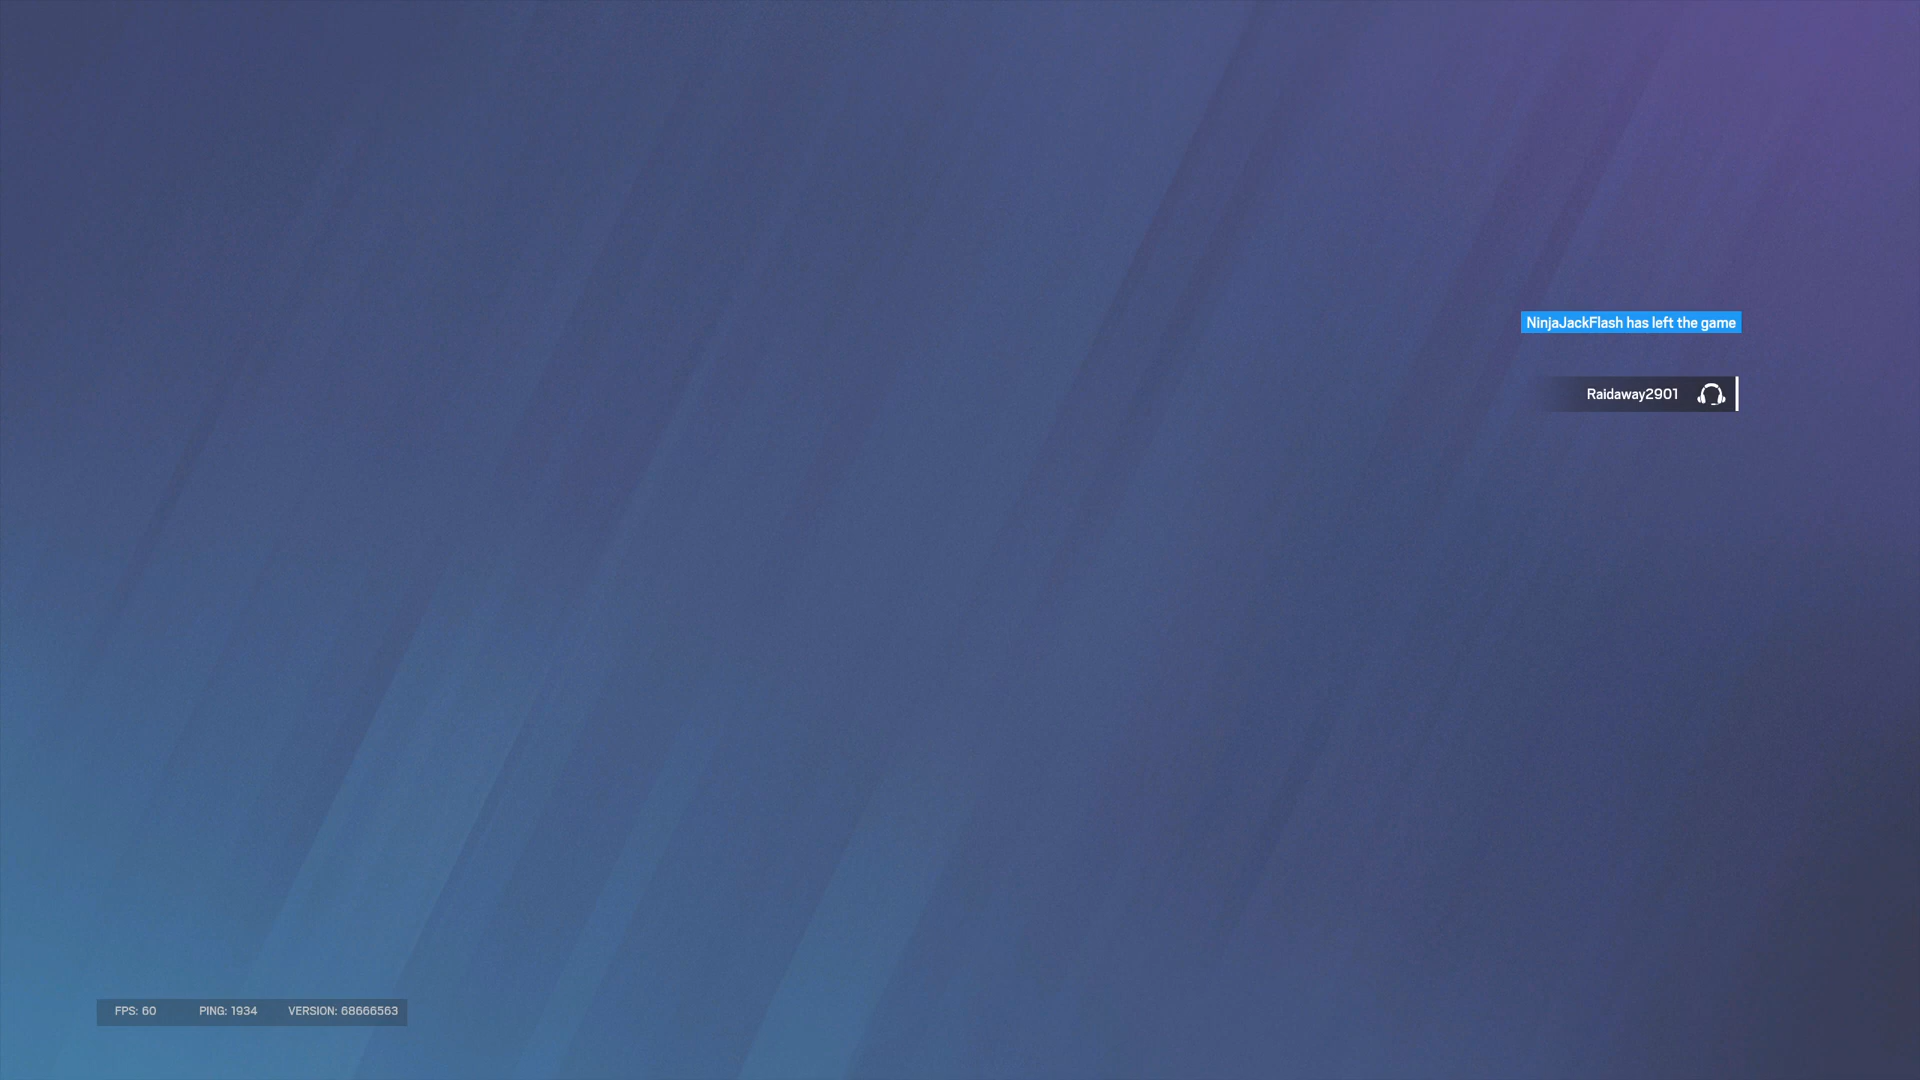 NinjaJackFlash has left the game
Raidaway2901
FPS: 60 PING: 1934 VERSION: 68666563